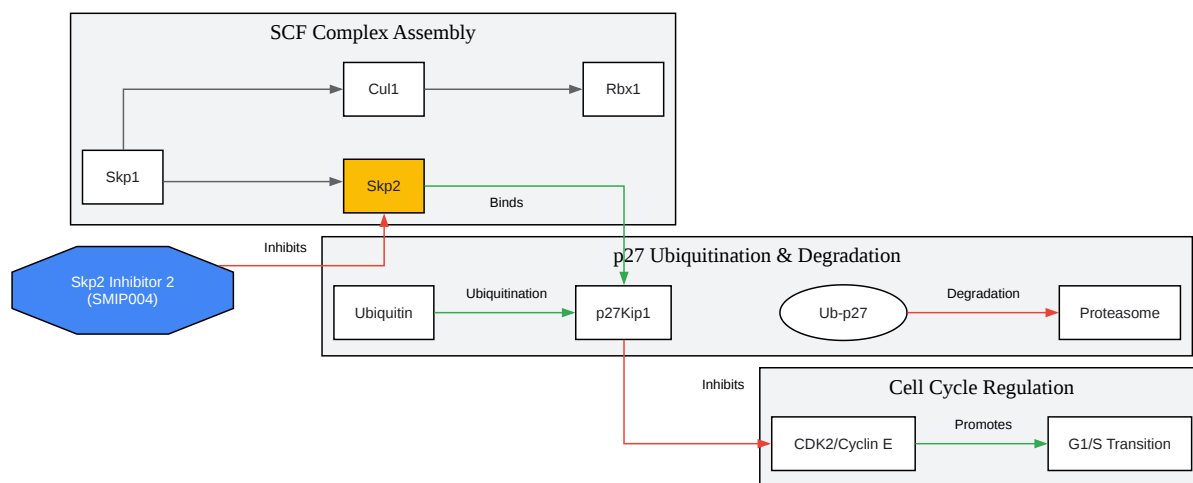 SCF Complex Assembly
Cul1
Rbx1
Skp1
Skp2
Binds
Inhibits
Skp2 Inhibitor 2
(SMIP004)
p27 Ubiquitination & Degradation
Ubiquitin
Ubiquitination
p27Kip1
Ub-p27
Degradation
Proteasome
Inhibits
Cell Cycle Regulation
CDK2/Cyclin E
Promotes
G1/S Transition